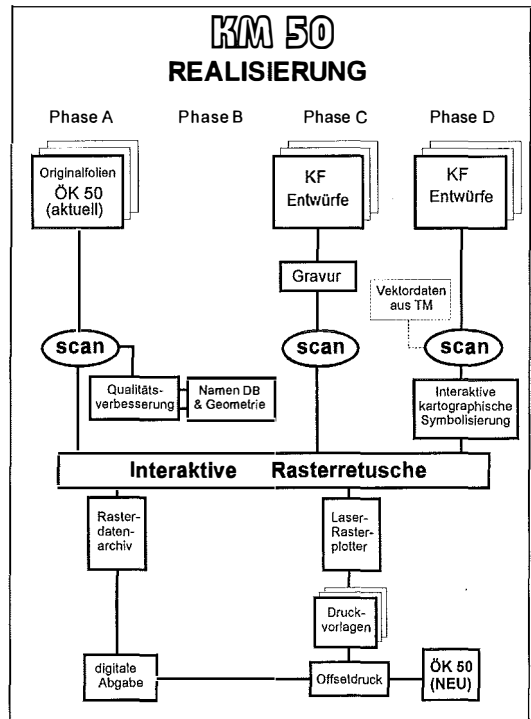 KM 50
REALISIERUNG
Phase A
Phase B
Phase C
Phase D
Originalfolien
ÖK 50
(aktuell)
KF
Entwürfe
KF
Entwürfe
Gravur
Vektordaten
aus TM
scan
scan
scan
Qualitäts-
verbesserung
Namen DB
& Geometrie
Interaktive
kartographische
Symbolisierung
Interaktive Rasterretusche
Raster-
daten-
archiv
Laser-
Raster-
plotter
Druck-
vorlagen
digitale
Abgabe
Offsetdruck
ÖK 50
(NEU)